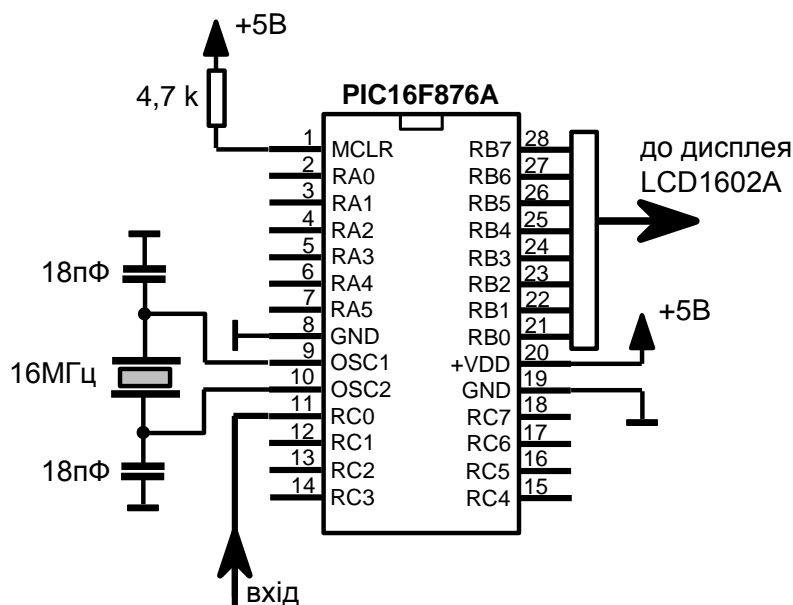 +5В
4,7 k
PIC16F876A
1 MCLR RB7 28
2 RA0 RB6 27
3 RA1 RB5 26
4 RA2 RB4 25
5 RA3 RB3 24
6 RA4 RB2 23
7 RA5 RB1 22
8 GND RB0 21
9 OSC1 +VDD 20
10 OSC2 GND 19
11 RC0 RC7 18
12 RC1 RC6 17
13 RC2 RC5 16
14 RC3 RC4 15
до дисплея
LCD1602A
+5В
18пФ
16МГц
18пФ
вхід